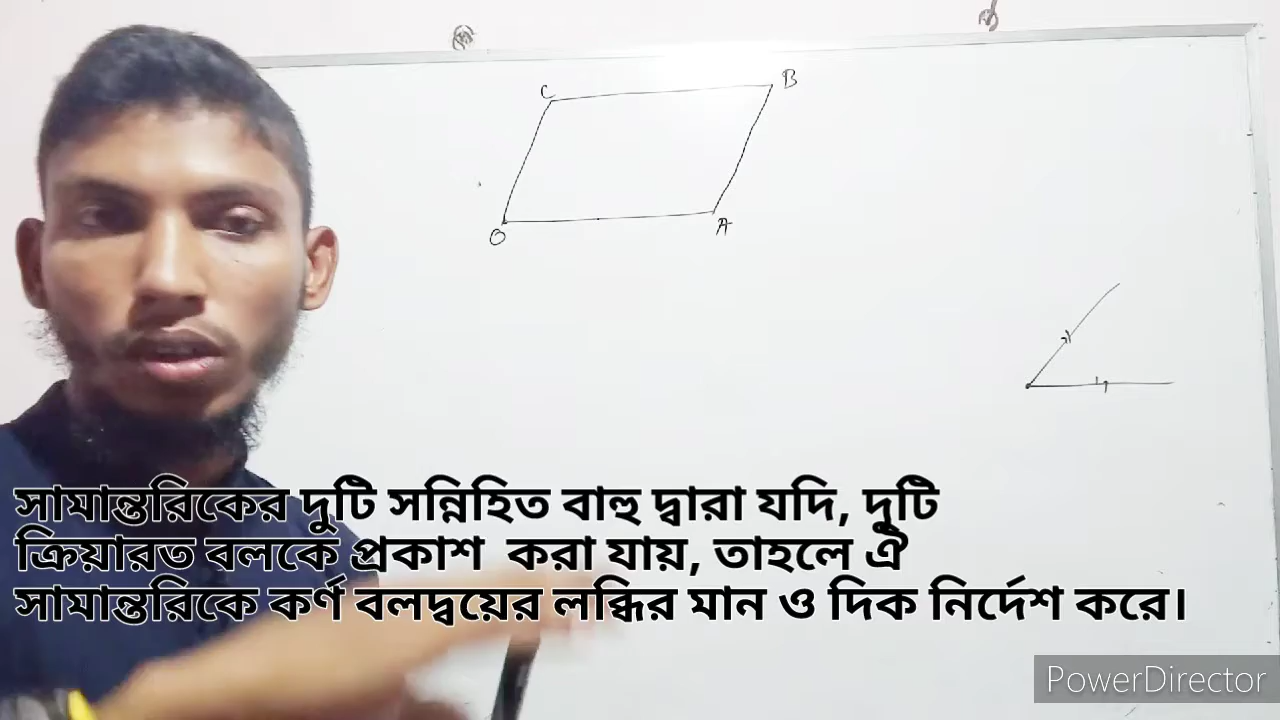 C
B
O
A
সামান্তরিকের দুটি সন্নিহিত বাহু দ্বারা যদি, দুটি
ক্রিয়ারত বলকে প্রকাশ করা যায়, তাহলে ঐ
সামান্তরিকে কর্ণ বলদ্বয়ের লব্ধির মান ও দিক নির্দেশ করে।
PowerDirector